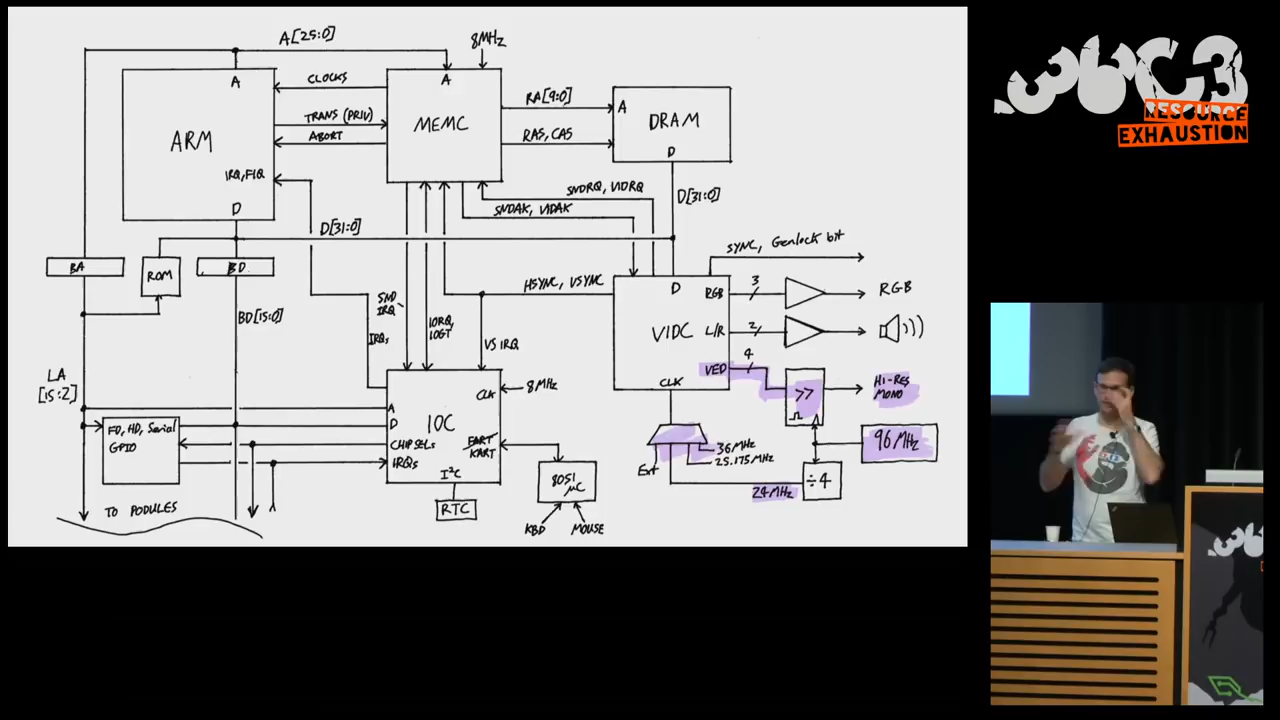 A[25:0]
8MHz
36C3
RESOURCE
EXHAUSTION
A
CLOCKS
A
RA[9:0]
A
TRANS (PRIV)
ARM
MEMC
DRAM
ABORT
RAS, CAS
D
IRQ, FIQ
SNDRQ, VIDRQ
D[31:0]
D
SNDAK, VIDAK
D[31:0]
SYNC, Genlock bit
BA
ROM
BD
HSYNC, VSYNC
D
RGB
3
RGB
SND
IRQ
BD[15:0]
IORQ,
IOGT
IRQs
VS IRQ
VIDC
L/R
2
4
VED
LA
[15:2]
CLK
8MHz
CLK
>>
Hi-RES
MONO
A
FD, HD, Serial
GPIO
IOC
D
CHIPSELs
EART
KART
36MHz
25.175MHz
96MHz
IRQs
Ext
I²C
8051
μC
24MHz
÷4
RTC
TO PODULES
KBD
MOUSE